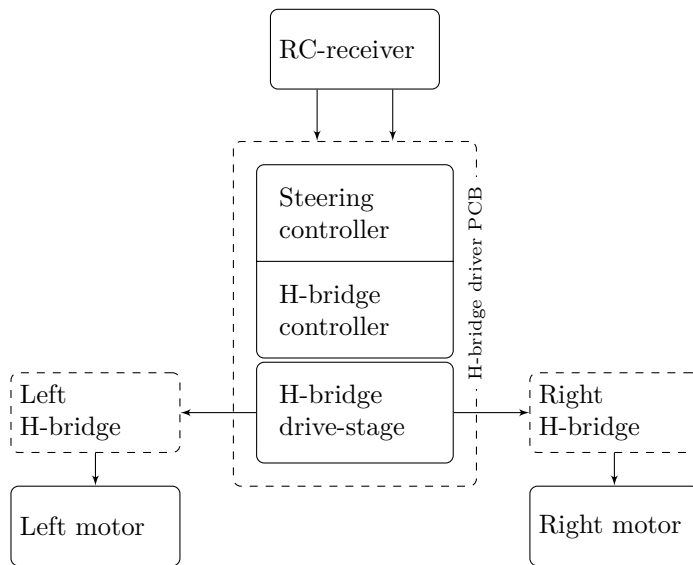 RC-receiver
Steering
controller
H-bridge
controller
H-bridge driver PCB
Left
H-bridge
H-bridge
drive-stage
Right
H-bridge
Left motor
Right motor